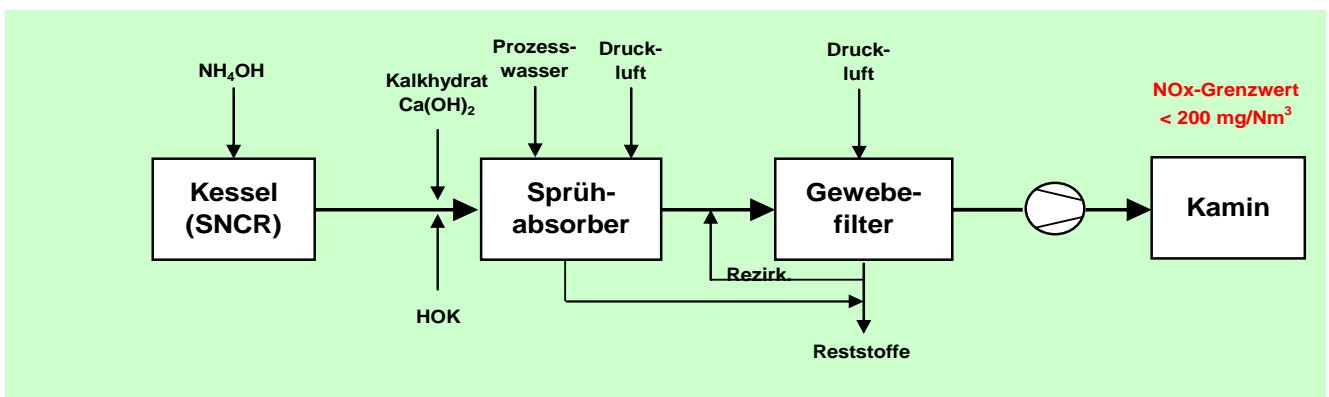 NH₄OH
Kalkhydrat
Ca(OH)₂
Prozess-
wasser
Druck-
luft
Druck-
luft
NOx-Grenzwert
< 200 mg/Nm³
Kessel
(SNCR)
Sprüh-
absorber
Gewebe-
filter
Kamin
HOK
Rezirk.
Reststoffe